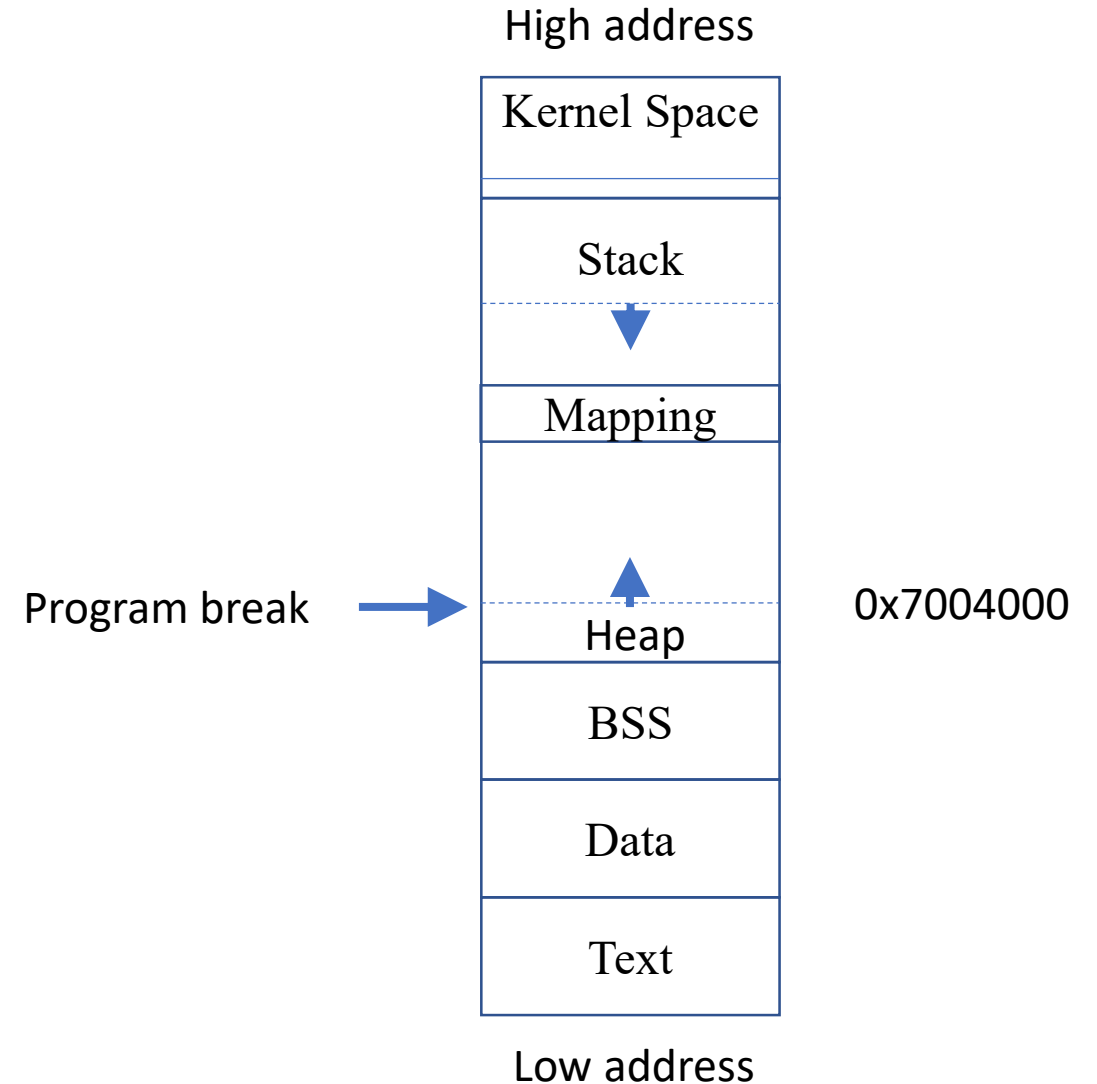 High address
Kernel Space
Stack
Mapping
Program break
0x7004000
Heap
BSS
Data
Text
Low address